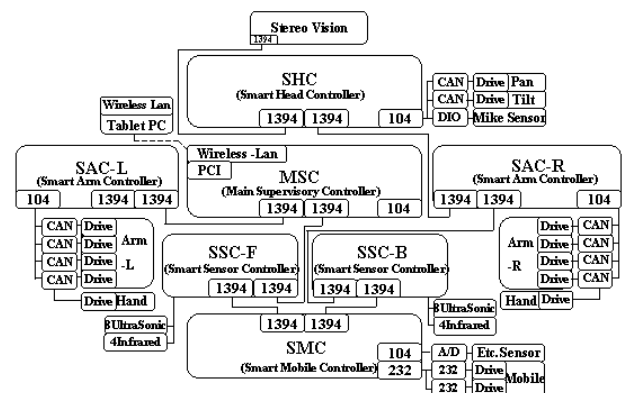 Stereo Vision
1394
SHC
(Smart Head Controller)
1394 1394 104
CAN Drive Pan
CAN Drive Tilt
DIO Mike Sensor
Wireless Lan
Tablet PC
Wireless -Lan
PCI
MSC
(Main Supervisory Controller)
1394 1394 104
SAC-L
(Smart Arm Controller)
104 1394 1394
CAN Drive
CAN Drive
CAN Drive
CAN Drive
Arm
-L
Drive Hand
SAC-R
(Smart Arm Controller)
1394 1394 104
Arm
-R
Drive CAN
Drive CAN
Drive CAN
Drive CAN
Hand Drive
SSC-F
(Smart Sensor Controller)
1394 1394
8UltraSonic
4Infrared
SSC-B
(Smart Sensor Controller)
1394 1394
8UltraSonic
4Infrared
1394 1394
SMC
(Smart Mobile Controller)
104
232
A/D Etc.Sensor
232 Drive
232 Drive
Mobile